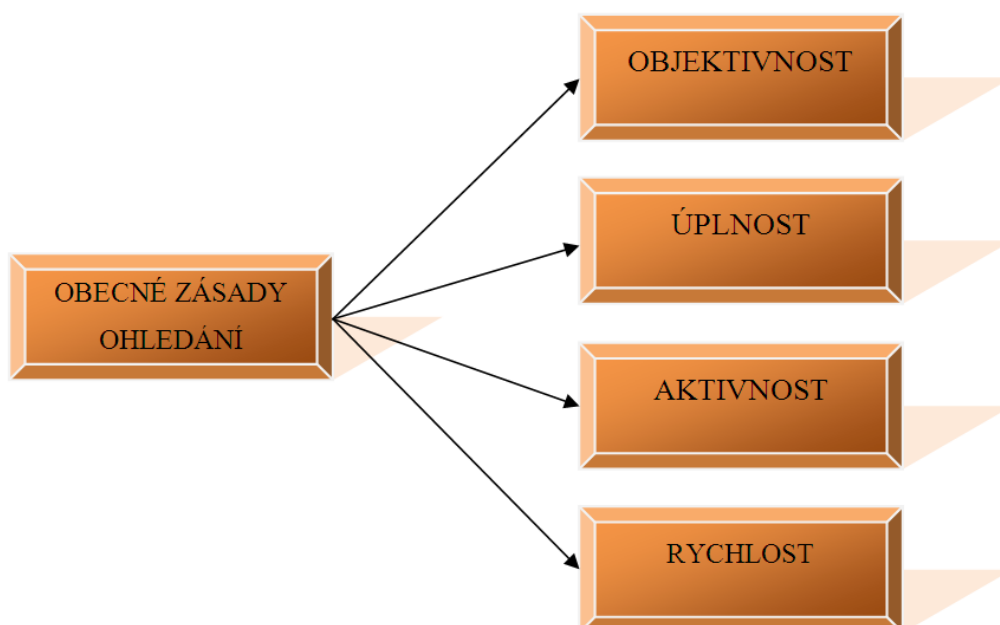 OBECNÉ ZÁSADY
OHLEDÁNÍ
OBJEKTIVNOST
ÚPLNOST
AKTIVNOST
RYCHLOST